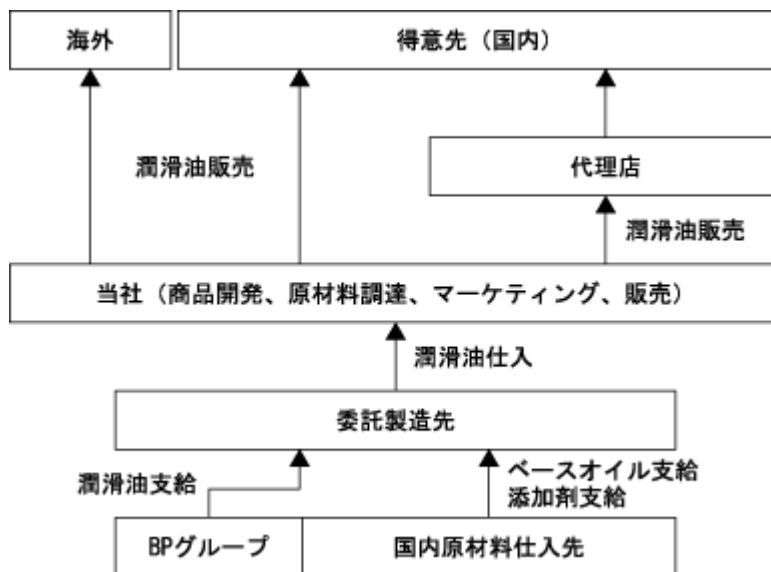 海外
得意先（国内）
潤滑油販売
代理店
潤滑油販売
当社（商品開発、原材料調達、マーケティング、販売）
潤滑油仕入
委託製造先
潤滑油支給
ベースオイル支給
添加剤支給
BPグループ
国内原材料仕入先